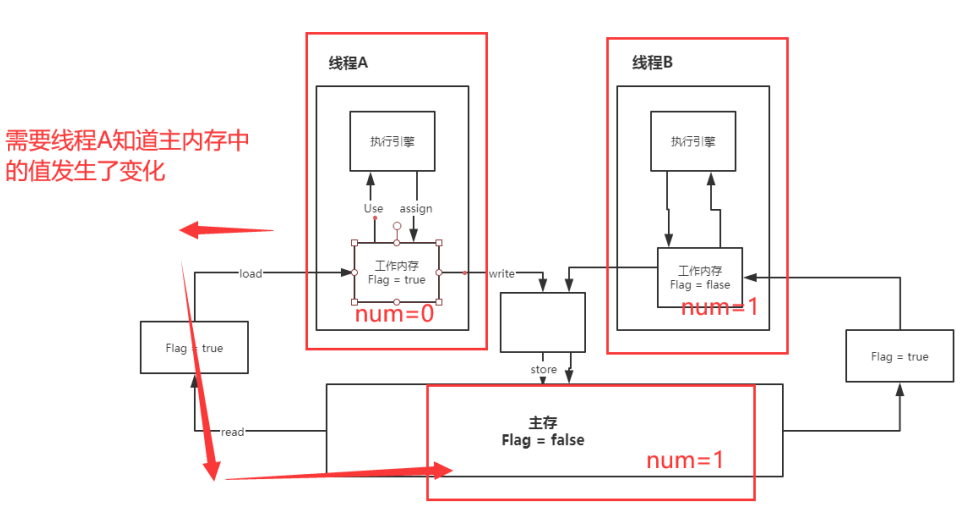 线程A
线程B
需要线程A知道主内存中
的值发生了变化
执行引擎
执行引擎
Use
assign
工作内存
Flag = true
工作内存
Flag = flase
load
write
num=0
num=1
Flag = true
Flag = true
store
read
主存
Flag = false
num=1